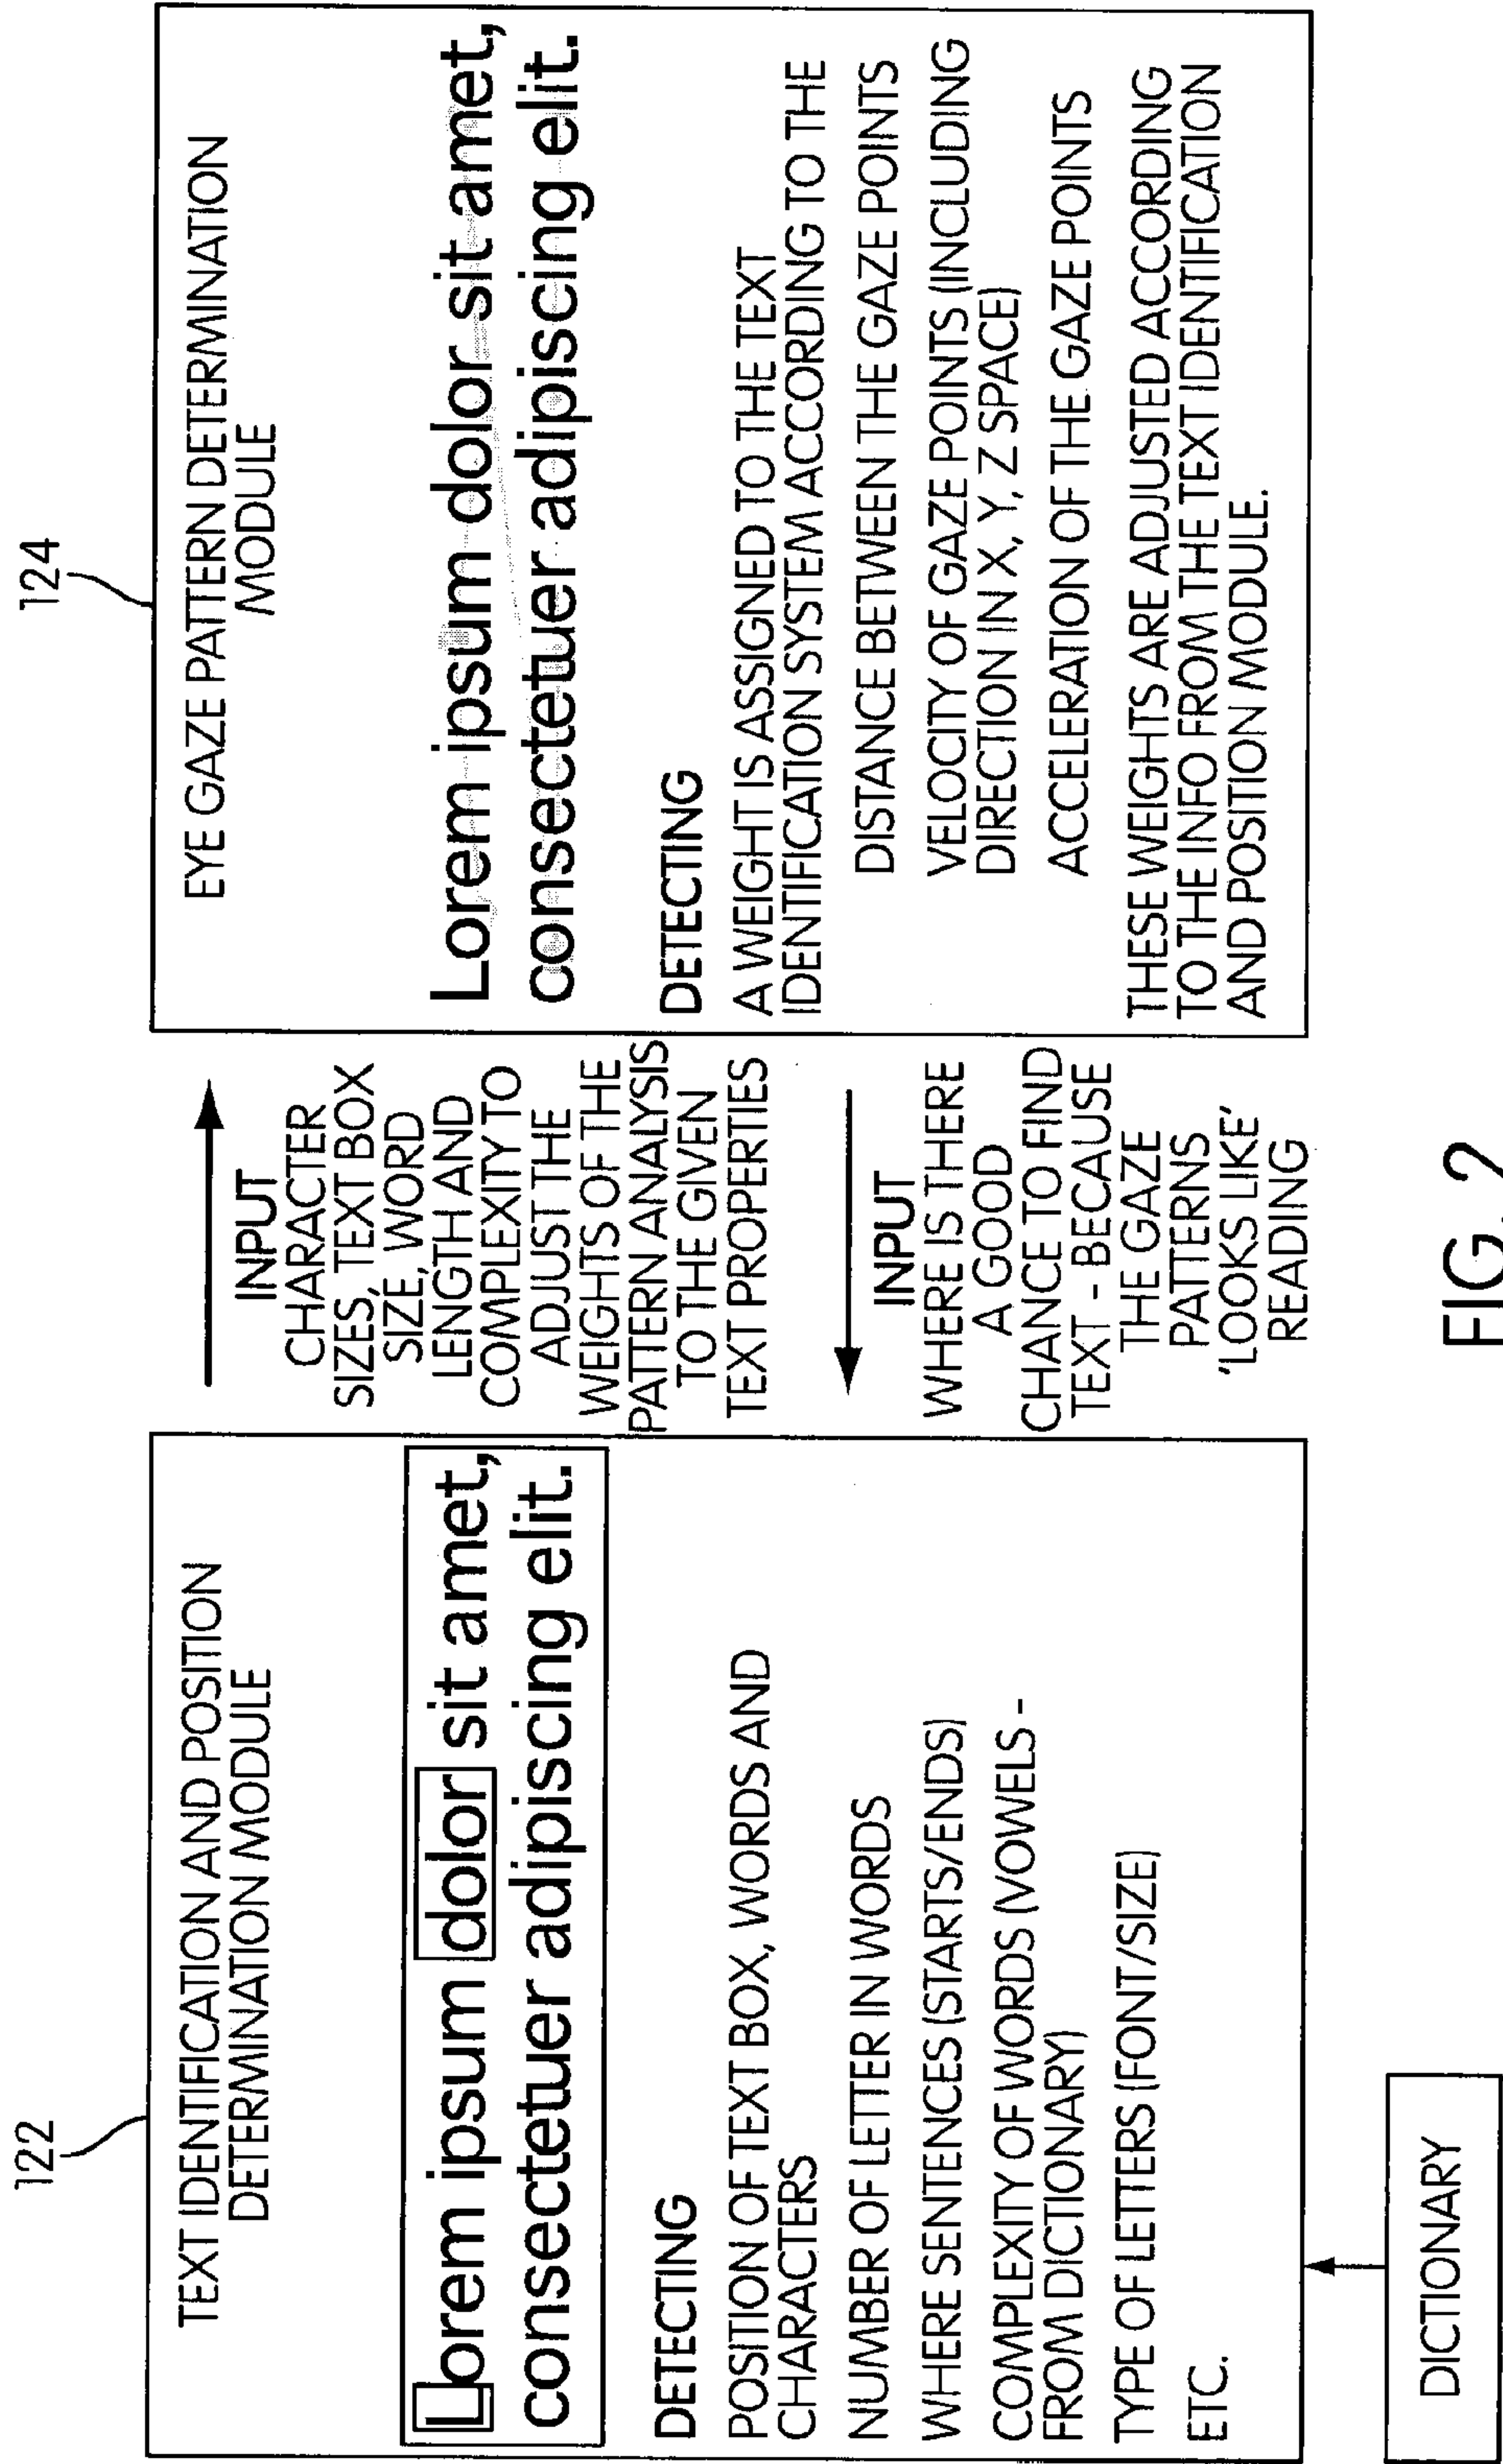 122
TEXT IDENTIFICATION AND POSITION
DETERMINATION MODULE
Lorem ipsum dolor sit amet,
consectetuer adipiscing elit.
DETECTING
POSITION OF TEXT BOX, WORDS AND
CHARACTERS
NUMBER OF LETTER IN WORDS
WHERE SENTENCES (STARTS/ENDS)
COMPLEXITY OF WORDS (VOWELS -
FROM DICTIONARY)
TYPE OF LETTERS (FONT/SIZE)
ETC.
DICTIONARY
INPUT
CHARACTER
SIZES, TEXT BOX
SIZE, WORD
LENGTH AND
COMPLEXITY TO
ADJUST THE
WEIGHTS OF THE
PATTERN ANALYSIS
TO THE GIVEN
TEXT PROPERTIES
INPUT
WHERE IS THERE
A GOOD
CHANCE TO FIND
TEXT - BECAUSE
THE GAZE
PATTERNS
'LOOKS LIKE'
READING
124
EYE GAZE PATTERN DETERMINATION
MODULE
Lorem ipsum dolor sit amet,
consectetuer adipiscing elit.
DETECTING
A WEIGHT IS ASSIGNED TO THE TEXT
IDENTIFICATION SYSTEM ACCORDING TO THE
DISTANCE BETWEEN THE GAZE POINTS
VELOCITY OF GAZE POINTS (INCLUDING
DIRECTION IN X, Y, Z SPACE)
ACCELERATION OF THE GAZE POINTS
THESE WEIGHTS ARE ADJUSTED ACCORDING
TO THE INFO FROM THE TEXT IDENTIFICATION
AND POSITION MODULE.
FIG. 2